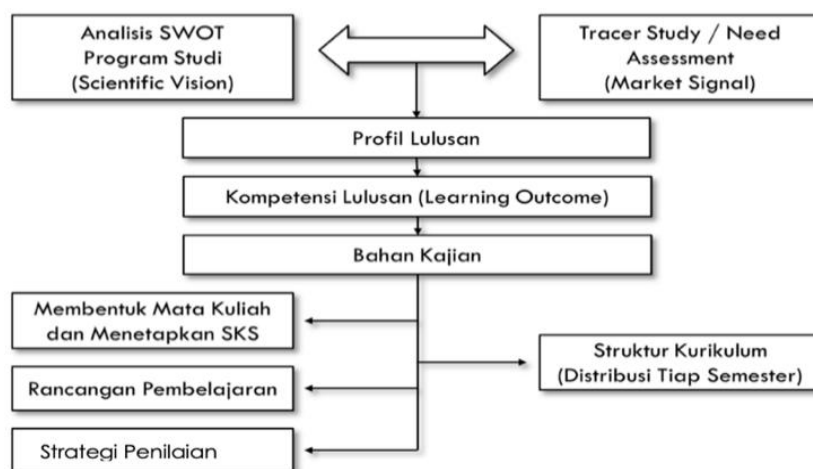 Analisis SWOT
Program Studi
(Scientific Vision)
Tracer Study / Need
Assessment
(Market Signal)
Profil Lulusan
Kompetensi Lulusan (Learning Outcome)
Bahan Kajian
Membentuk Mata Kuliah
dan Menetapkan SKS
Struktur Kurikulum
(Distribusi Tiap Semester)
Rancangan Pembelajaran
Strategi Penilaian